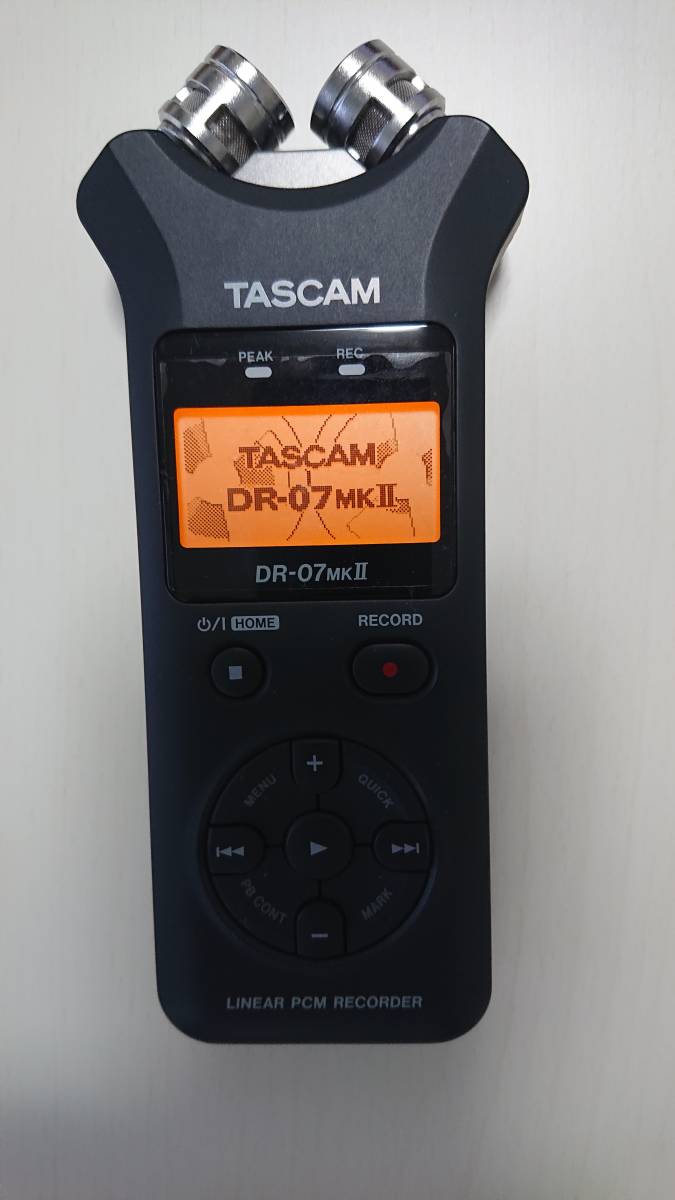 TASCAM
PEAK REC
TASCAM
DR-07MKII
DR-07MKII
⏻/I HOME RECORD
+
MENU QUICK
PB CONT MARK
−
LINEAR PCM RECORDER